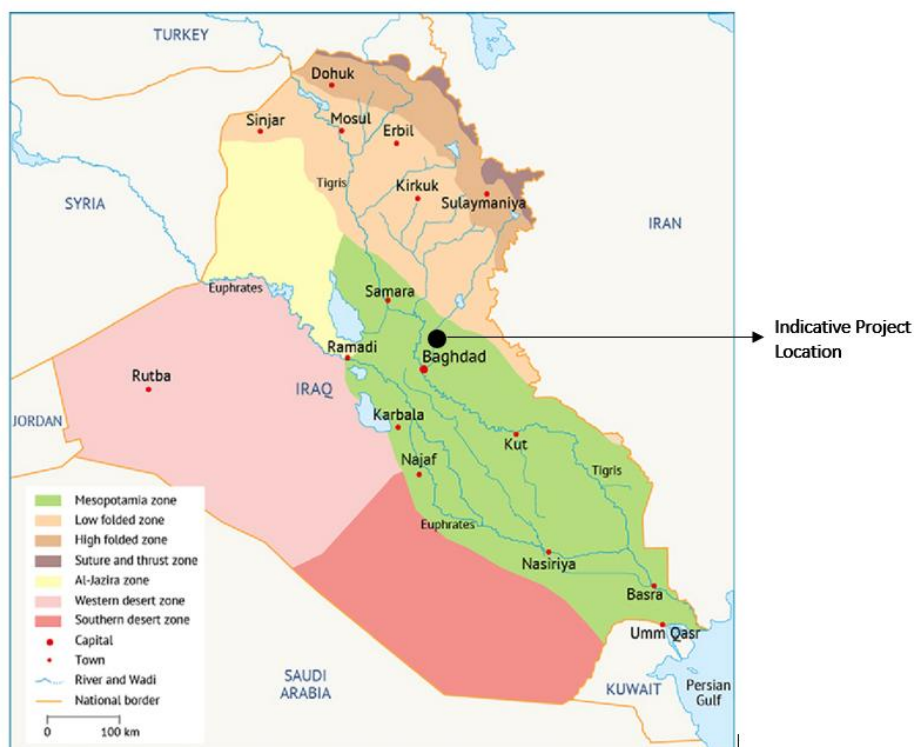 TURKEY
Dohuk
Sinjar
Mosul
Erbil
Tigris
Kirkuk
Sulaymaniya
SYRIA
IRAN
Euphrates
Samara
Indicative Project
Location
Ramadi
Baghdad
Rutba
IRAQ
JORDAN
Karbala
Kut
Najaf
Tigris
Euphrates
Nasiriya
Basra
Umm Qasr
SAUDI
ARABIA
KUWAIT
Persian
Gulf
Mesopotamia zone
Low folded zone
High folded zone
Suture and thrust zone
Al-Jazira zone
Western desert zone
Southern desert zone
Capital
Town
River and Wadi
National border
0 100 km